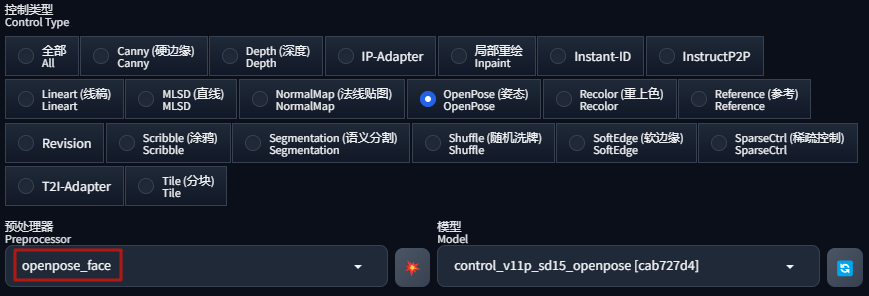 控制类型
Control Type
全部
All
Canny (硬边缘)
Canny
Depth (深度)
Depth
IP-Adapter
局部重绘
Inpaint
Instant-ID
InstructP2P
Lineart (线稿)
Lineart
MLSD (直线)
MLSD
NormalMap (法线贴图)
NormalMap
OpenPose (姿态)
OpenPose
Recolor (重上色)
Recolor
Reference (参考)
Reference
Revision
Scribble (涂鸦)
Scribble
Segmentation (语义分割)
Segmentation
Shuffle (随机洗牌)
Shuffle
SoftEdge (软边缘)
SoftEdge
SparseCtrl (稀疏控制)
SparseCtrl
T2I-Adapter
Tile (分块)
Tile
预处理器
Preprocessor
openpose_face
模型
Model
control_v11p_sd15_openpose [cab727d4]